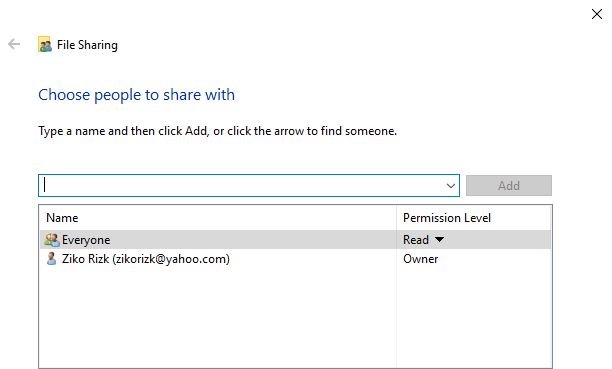 File Sharing
Choose people to share with
Type a name and then click Add, or click the arrow to find someone.
Add
Name Permission Level
Everyone Read
Ziko Rizk (zikorizk@yahoo.com) Owner